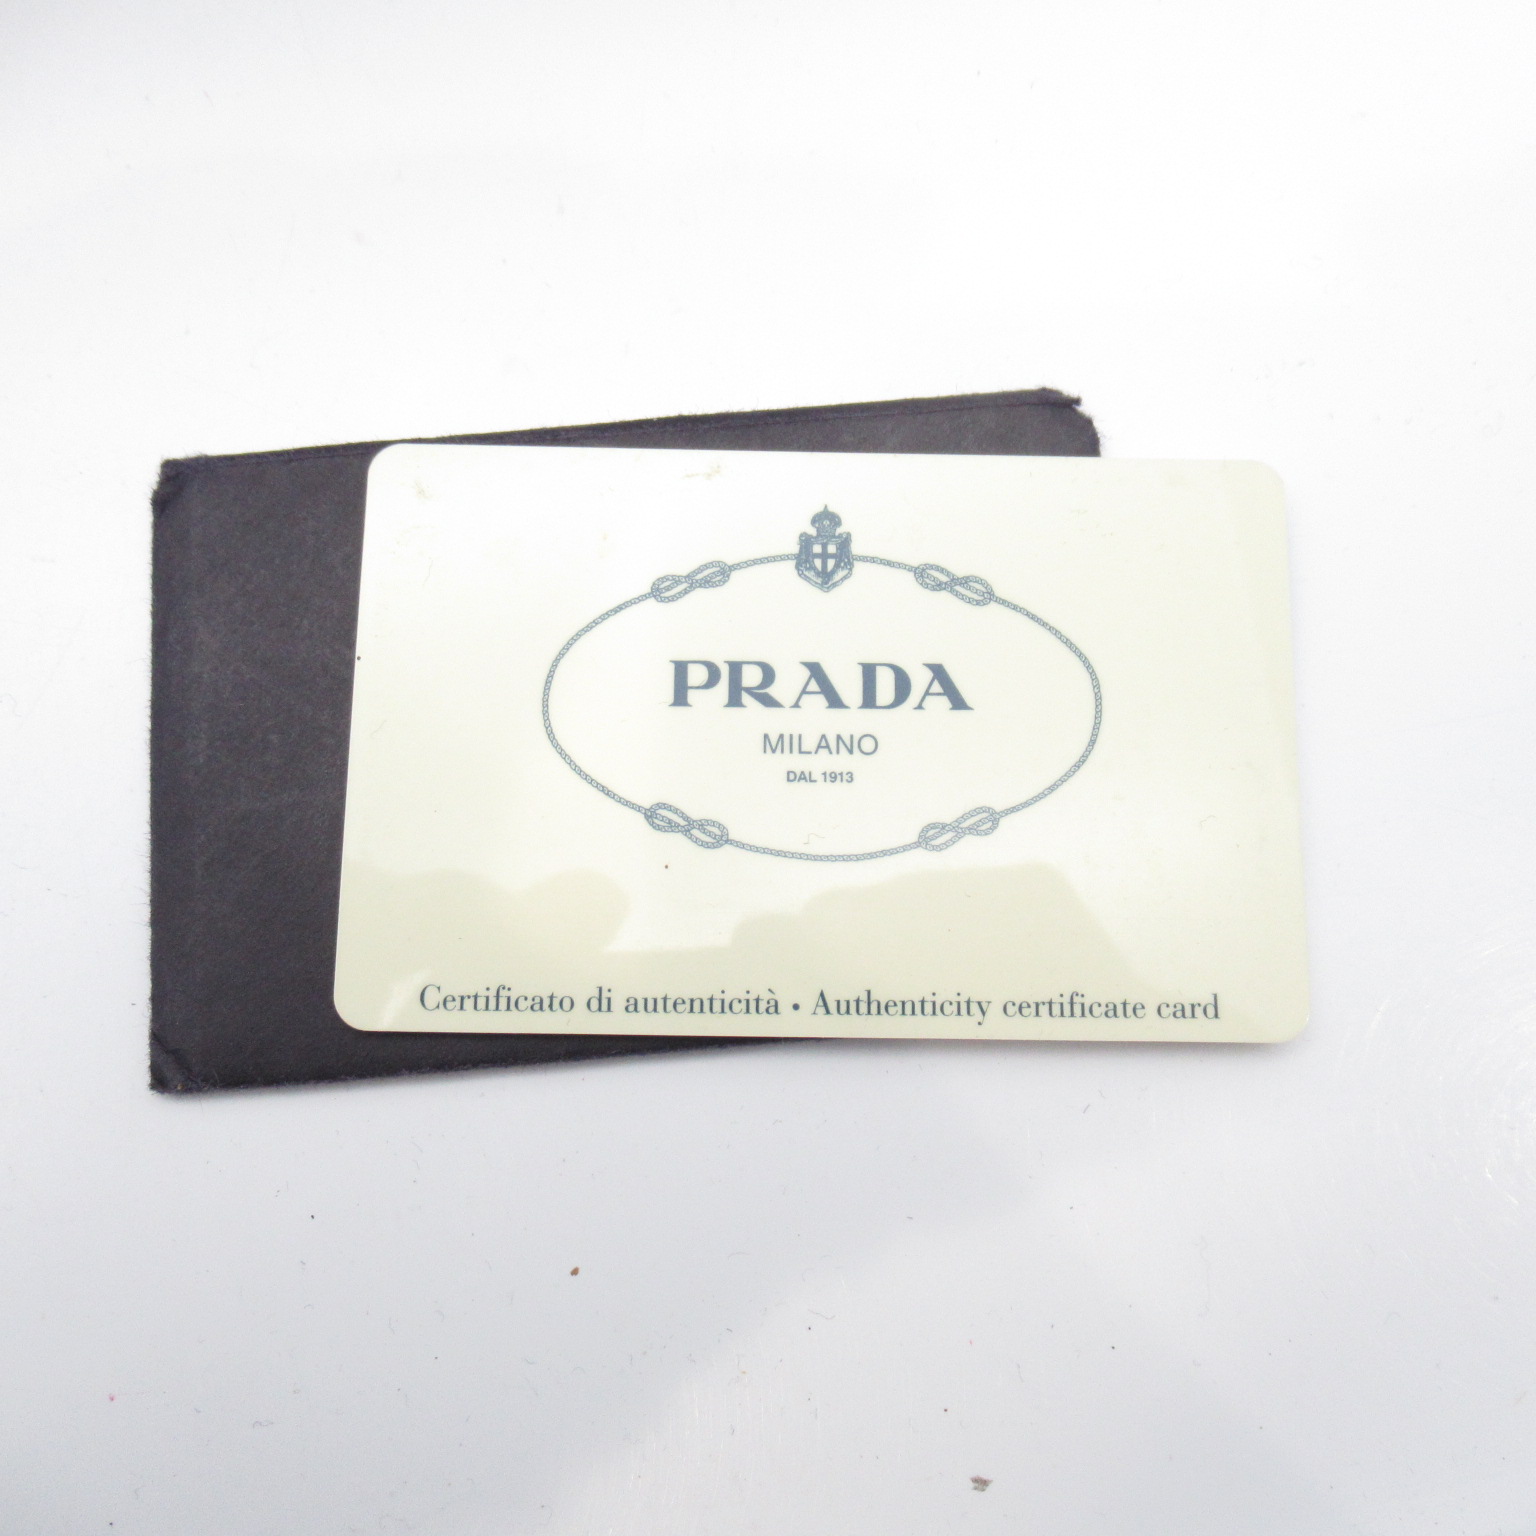 PRADA
MILANO
DAL 1913
Certificato di autenticità • Authenticity certificate card